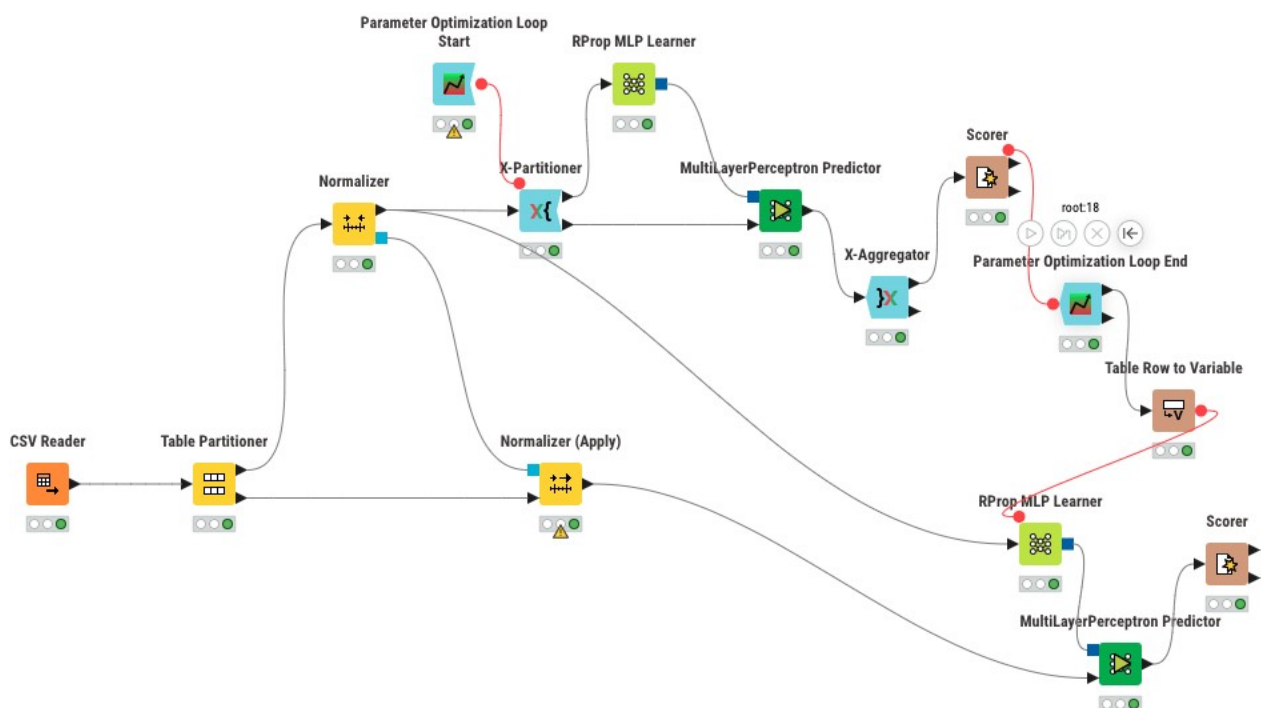 Parameter Optimization Loop
Start
RProp MLP Learner
Scorer
X-Partitioner
MultiLayerPerceptron Predictor
Normalizer
root:18
X-Aggregator
Parameter Optimization Loop End
Table Row to Variable
CSV Reader
Table Partitioner
Normalizer (Apply)
RProp MLP Learner
Scorer
MultiLayerPerceptron Predictor